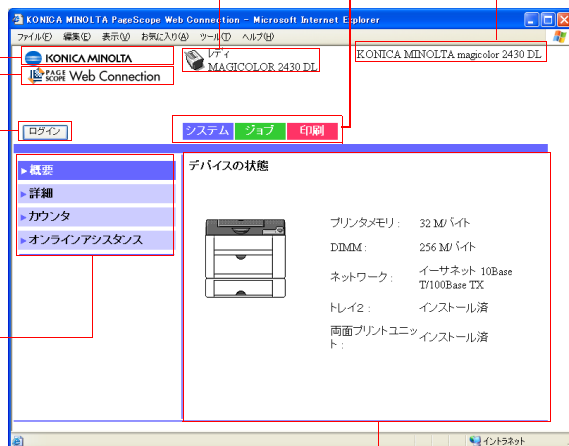 KONICA MINOLTA PageScope Web Connection - Microsoft Internet Explorer
ファイル(F) 編集(E) 表示(V) お気に入り(A) ツール(T) ヘルプ(H)
KONICA MINOLTA
PAGE SCOPE Web Connection
レディ
MAGICOLOR 2430 DL
KONICA MINOLTA magicolor 2430 DL
ログイン
システム ジョブ 印刷
概要
詳細
カウンタ
オンラインアシスタンス
デバイスの状態
プリンタメモリ : 32 Mバイト
DIMM : 256 Mバイト
ネットワーク : イーサネット 10Base
T/100Base TX
トレイ2 : インストール済
両面プリントユニッ インストール済
ト :
イントラネット